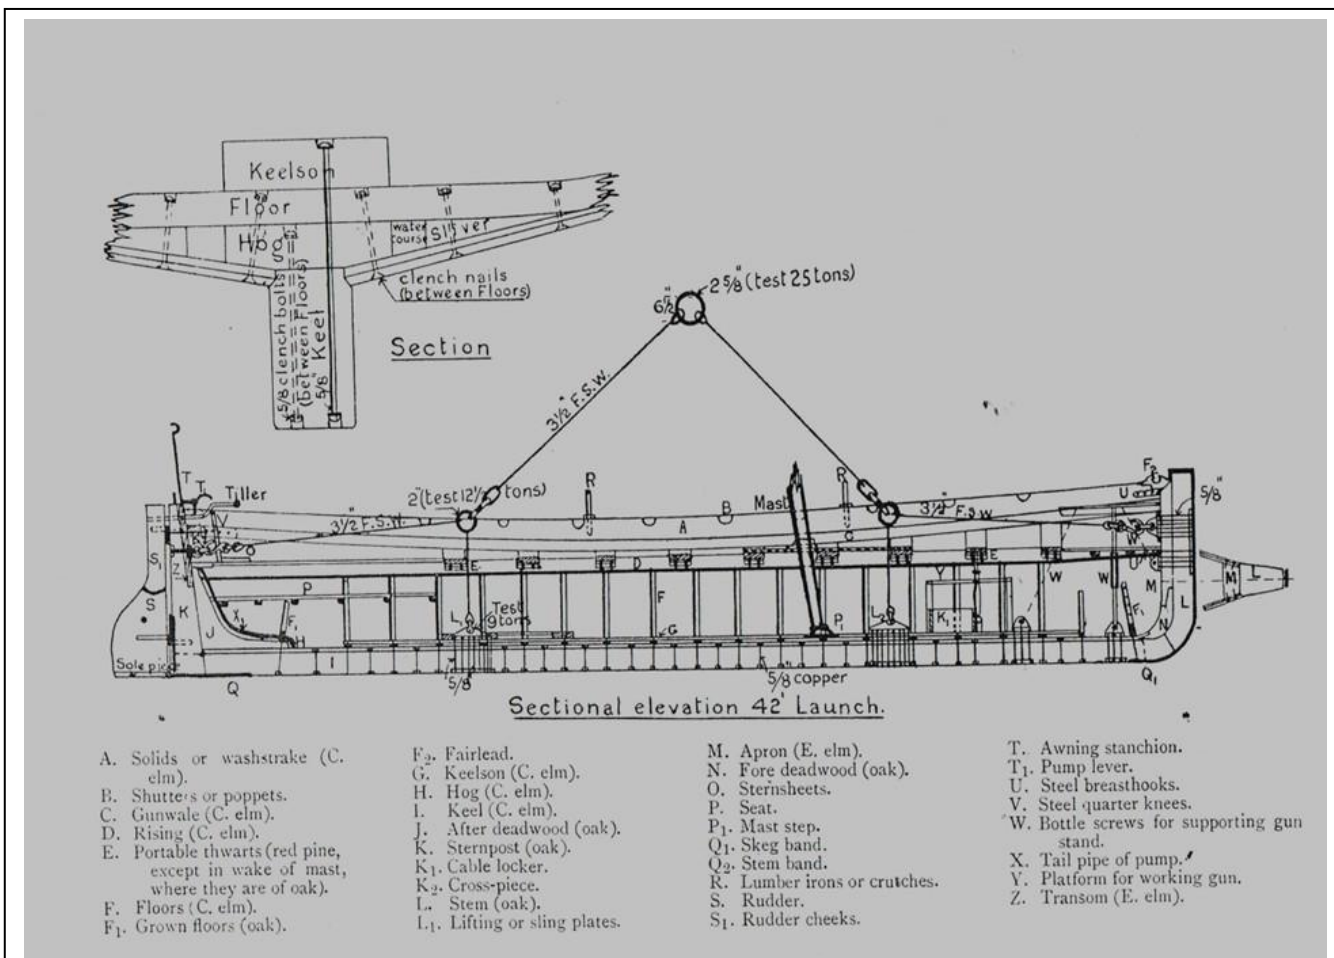 Keelson
Floor
Hog
water
course
Sliver
clench nails
(between Floors)
5/8 clench bolts
(between Floors)
5/8" Keel
Section
2 5/8" (test 25 tons)
6 1/2"
3 1/2" F.S.W.
2" (test 12 1/2 tons)
3 1/2" F.S.W.
3 1/2" F.S.W
T
T1
Tiller
V
R
R
B
A
Mast
C
F2
U
5/8"
S1
Z
S
K
J
P
X
F1
H
I
Q
E
D
L1
Test
9 tons
F
G
P1
L2
Y
K1
E
W
W
W
M
F1
N
L
M
L
Q1
Sole piece
5/8"
5/8" copper
Sectional elevation 42' Launch.
A. Solids or washstrake (C.
elm).
B. Shutters or poppets.
C. Gunwale (C. elm).
D. Rising (C. elm).
E. Portable thwarts (red pine,
except in wake of mast,
where they are of oak).
F. Floors (C. elm).
F1. Grown floors (oak).
F2. Fairlead.
G. Keelson (C. elm).
H. Hog (C. elm).
I. Keel (C. elm).
J. After deadwood (oak).
K. Sternpost (oak).
K1. Cable locker.
K2. Cross-piece.
L. Stem (oak).
L1. Lifting or sling plates.
M. Apron (E. elm).
N. Fore deadwood (oak).
O. Sternsheets.
P. Seat.
P1. Mast step.
Q1. Skeg band.
Q2. Stem band.
R. Lumber irons or crutches.
S. Rudder.
S1. Rudder cheeks.
T. Awning stanchion.
T1. Pump lever.
U. Steel breasthooks.
V. Steel quarter knees.
W. Bottle screws for supporting gun
stand.
X. Tail pipe of pump.
Y. Platform for working gun.
Z. Transom (E. elm).